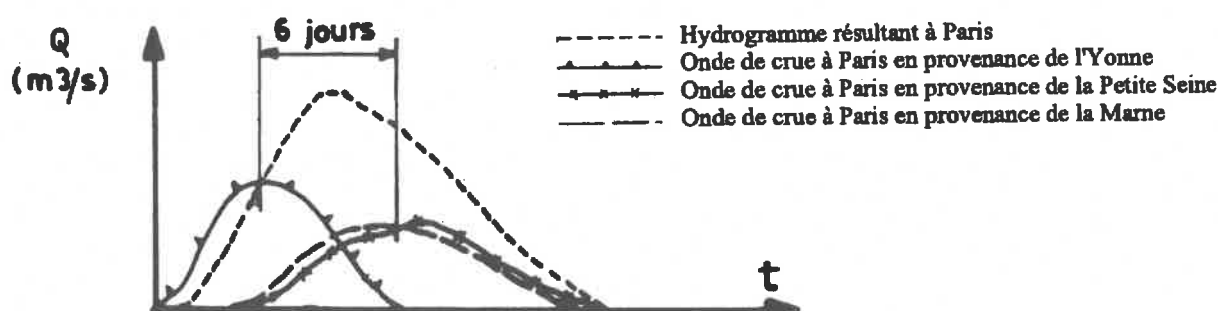 6 jours
Q
(m3/s)
Hydrogramme résultant à Paris
Onde de crue à Paris en provenance de l'Yonne
Onde de crue à Paris en provenance de la Petite Seine
Onde de crue à Paris en provenance de la Marne
t